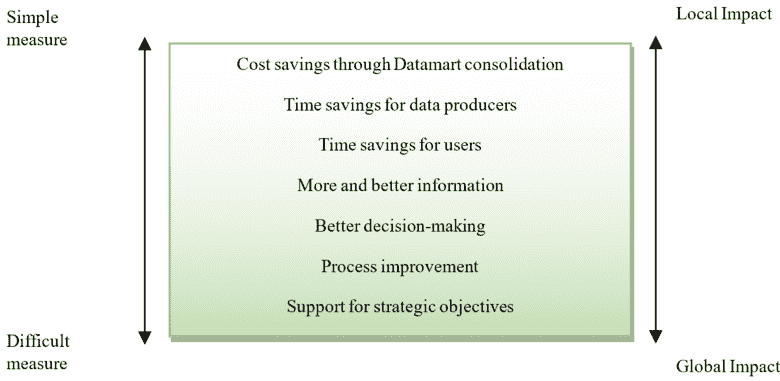 Simple
measure
Local Impact
Cost savings through Datamart consolidation
Time savings for data producers
Time savings for users
More and better information
Better decision-making
Process improvement
Support for strategic objectives
Difficult
measure
Global Impact